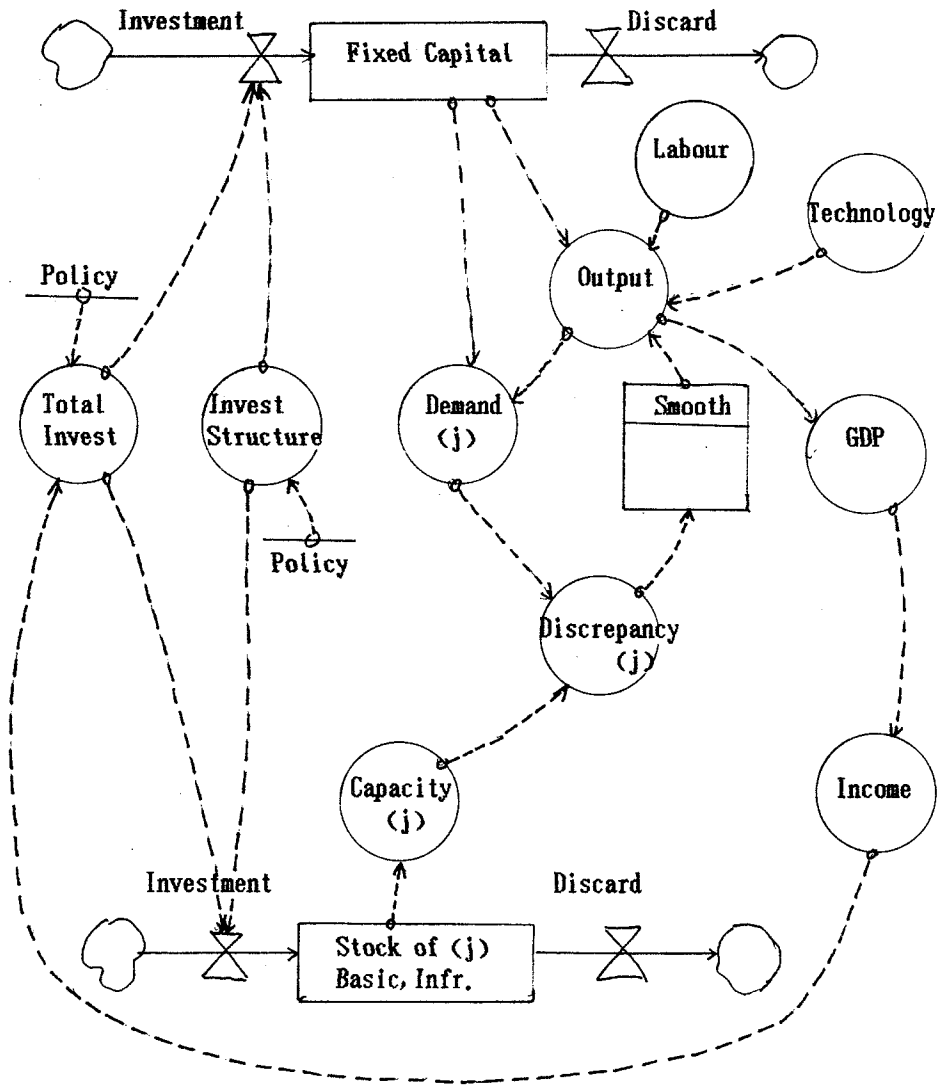 Investment
Discard
Fixed Capital
Labour
Technology
Output
Policy
Total
Invest
Invest
Structure
Demand
(j)
Smooth
GDP
Policy
Discrepancy
(j)
Capacity
(j)
Income
Investment
Discard
Stock of (j)
Basic, Infr.